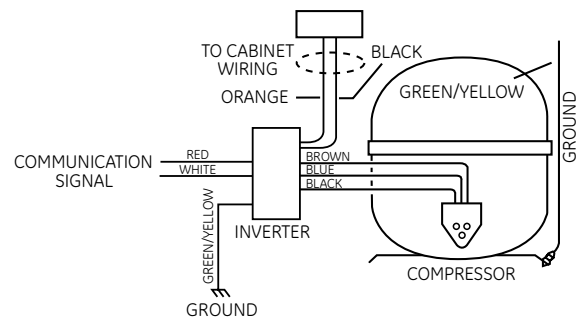 TO CABINET
WIRING
BLACK
ORANGE
GREEN/YELLOW
GROUND
COMMUNICATION
SIGNAL
RED
WHITE
BROWN
BLUE
BLACK
GREEN/YELLOW
INVERTER
COMPRESSOR
GROUND